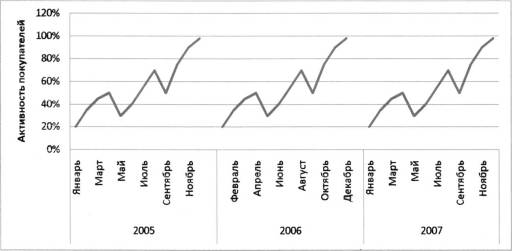 120%
100%
80%
60%
40%
20%
0%
Активность покупателей
Январь
Март
Май
Июль
Сентябрь
Ноябрь
Февраль
Апрель
Июнь
Август
Октябрь
Декабрь
Январь
Март
Май
Июль
Сентябрь
Ноябрь
2005
2006
2007